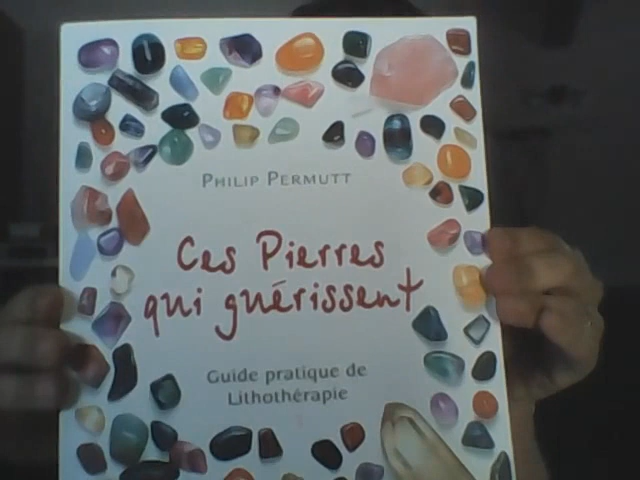 PHILIP PERMUTT
Ces Pierres
qui guérissent
Guide pratique de
Lithothérapie